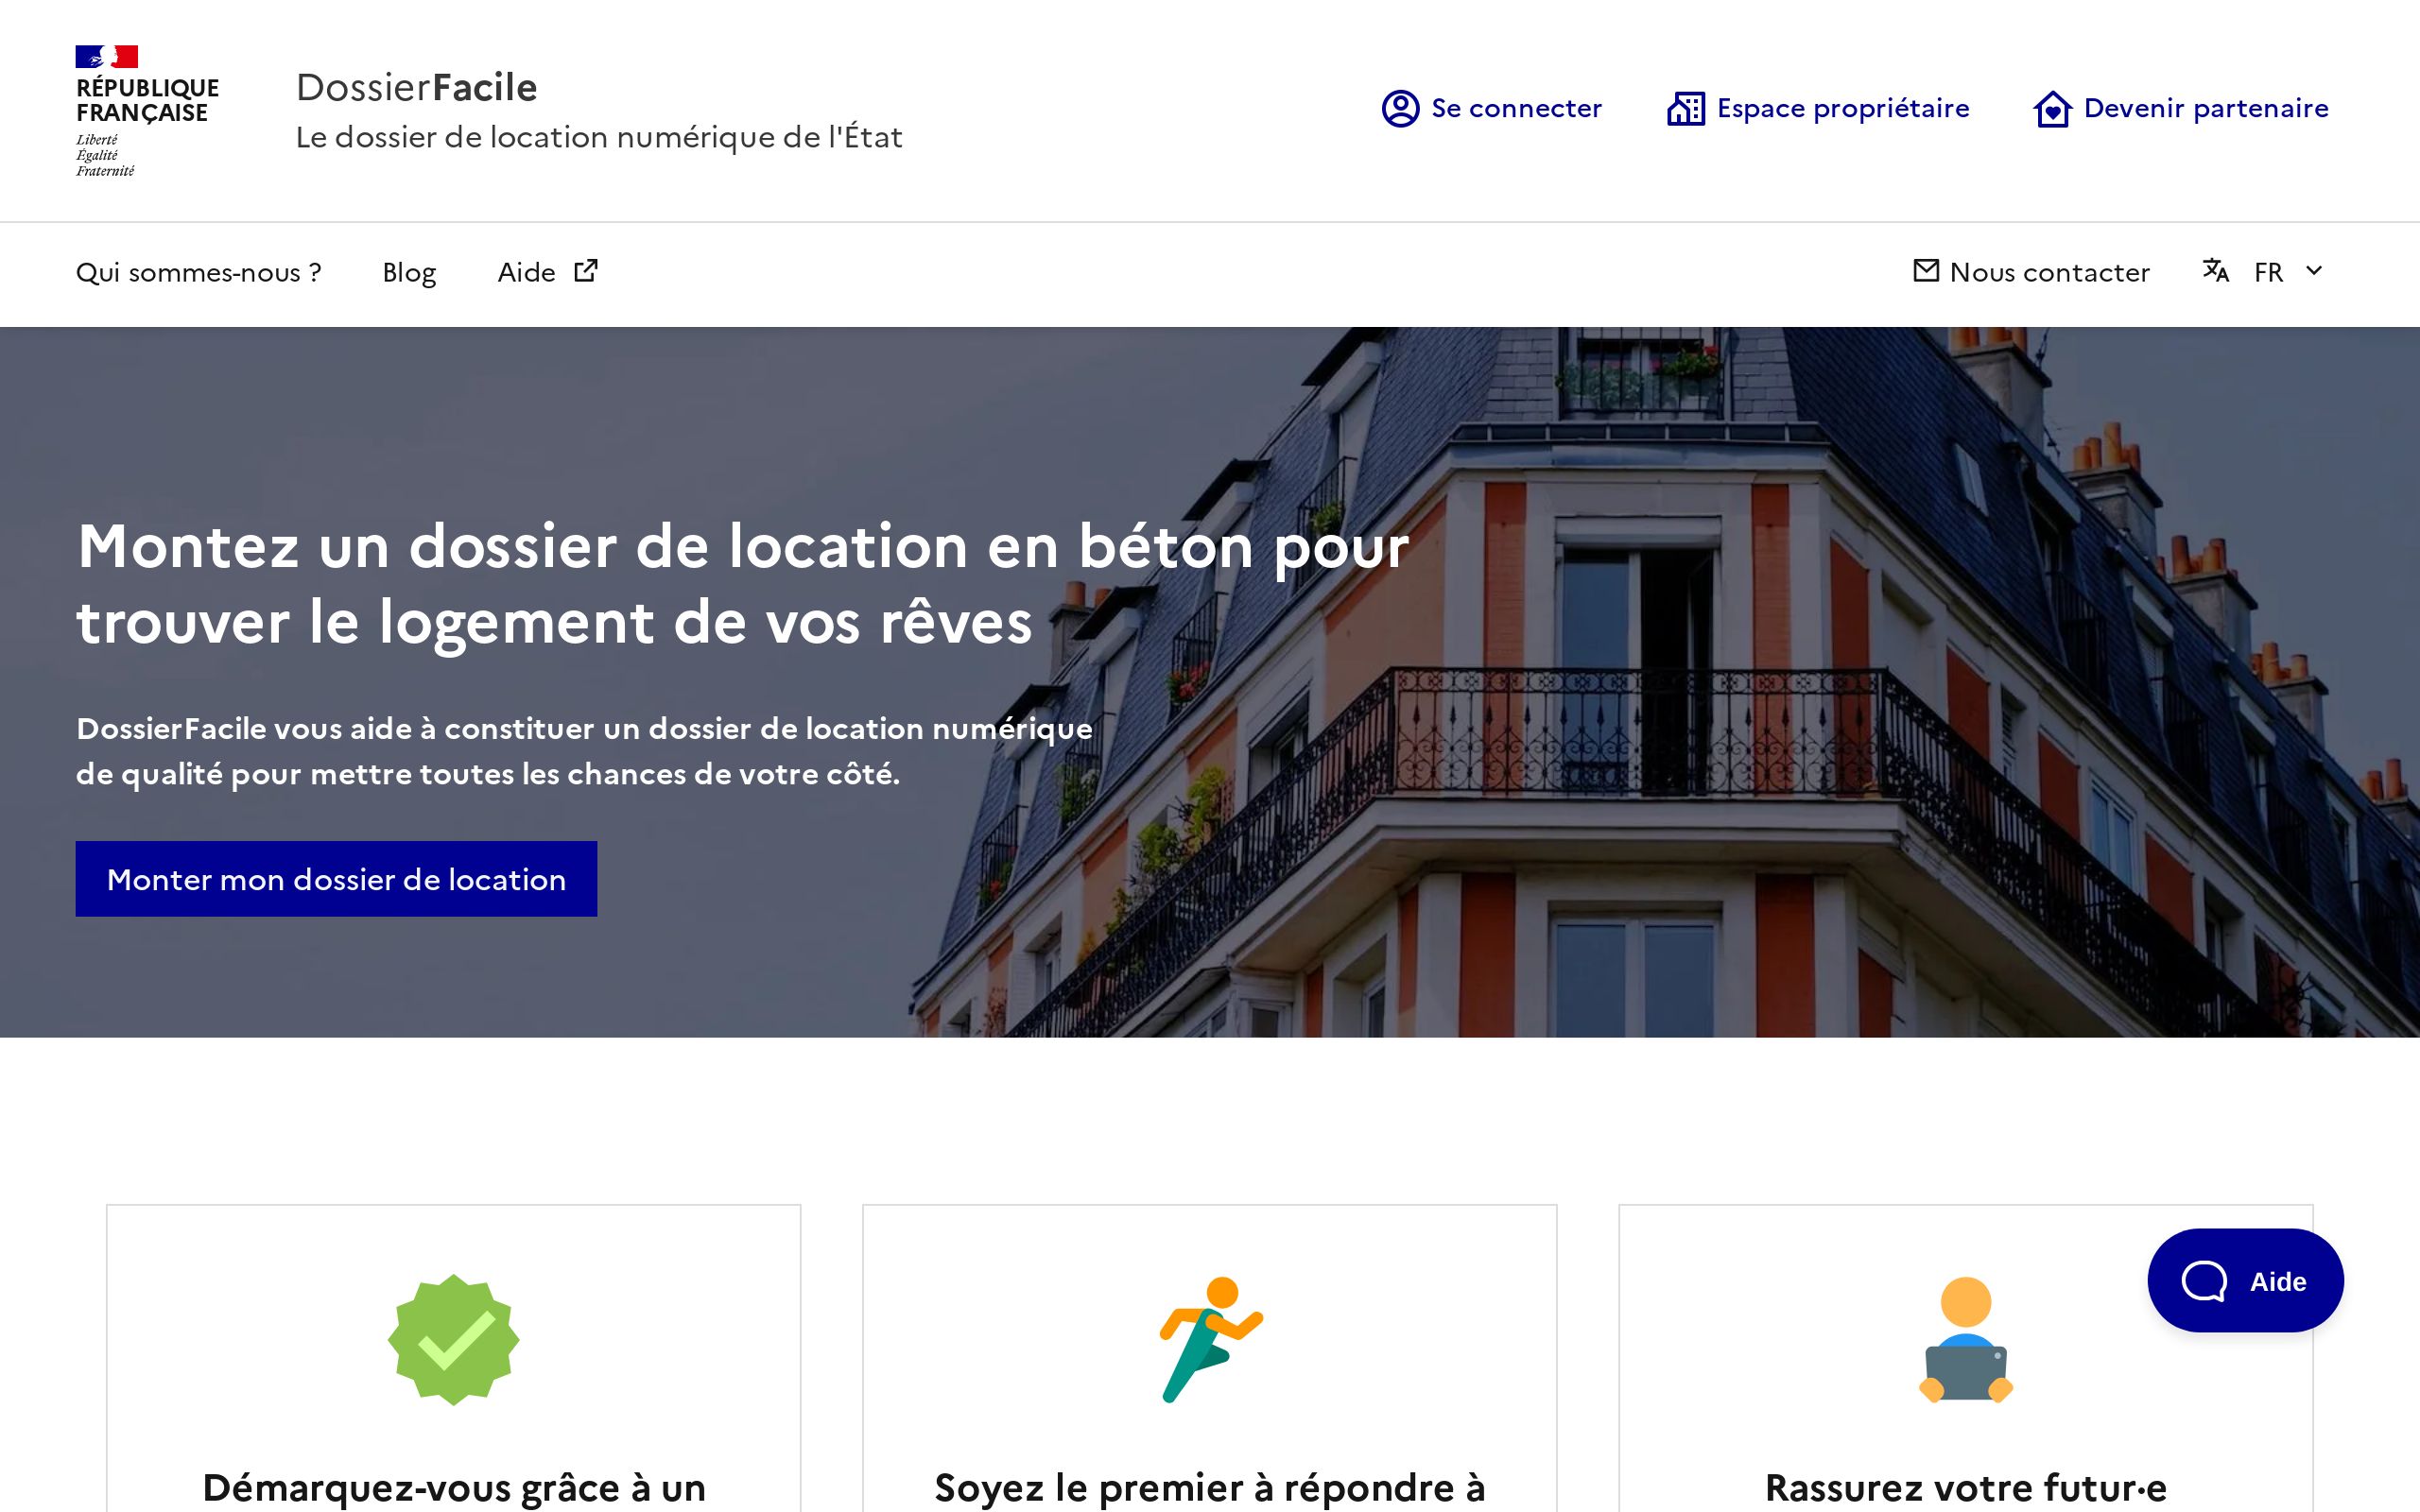 RÉPUBLIQUE
FRANÇAISE
Liberté
Égalité
Fraternité
DossierFacile
Le dossier de location numérique de l'État
Se connecter
Espace propriétaire
Devenir partenaire
Qui sommes-nous ?
Blog
Aide
Nous contacter
FR
Montez un dossier de location en béton pour
trouver le logement de vos rêves
DossierFacile vous aide à constituer un dossier de location numérique
de qualité pour mettre toutes les chances de votre côté.
Monter mon dossier de location
Aide
Démarquez-vous grâce à un
Soyez le premier à répondre à
Rassurez votre futur·e